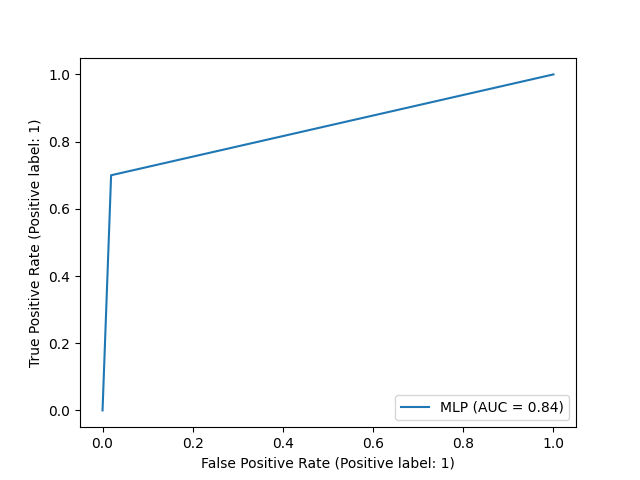 1.0
0.8
0.6
0.4
0.2
0.0
True Positive Rate (Positive label: 1)
MLP (AUC = 0.84)
0.0 0.2 0.4 0.6 0.8 1.0
False Positive Rate (Positive label: 1)